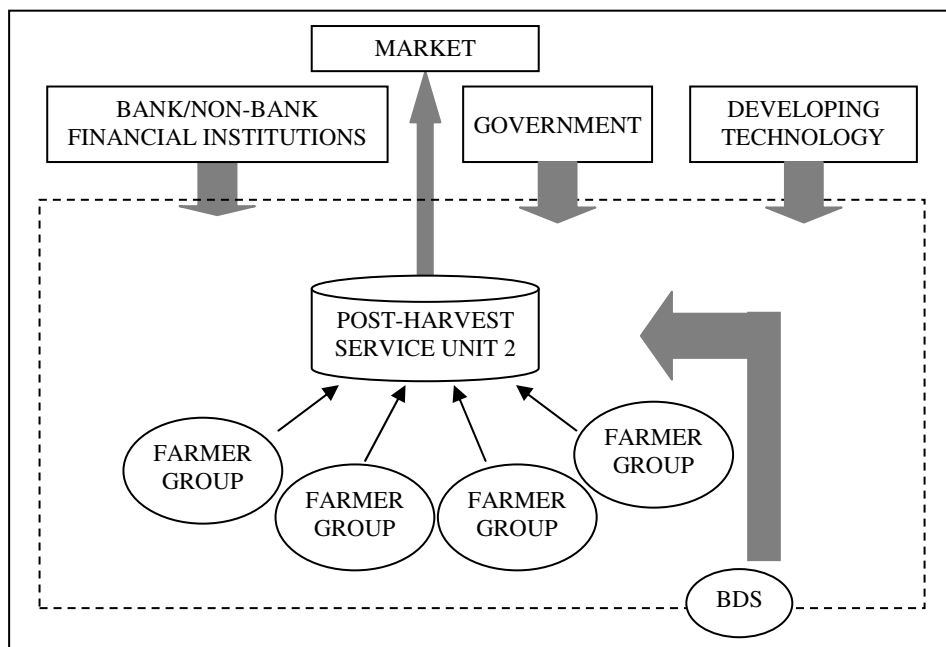 MARKET
BANK/NON-BANK
FINANCIAL INSTITUTIONS
GOVERNMENT
DEVELOPING
TECHNOLOGY
POST-HARVEST
SERVICE UNIT 2
FARMER
GROUP
FARMER
GROUP
FARMER
GROUP
FARMER
GROUP
BDS